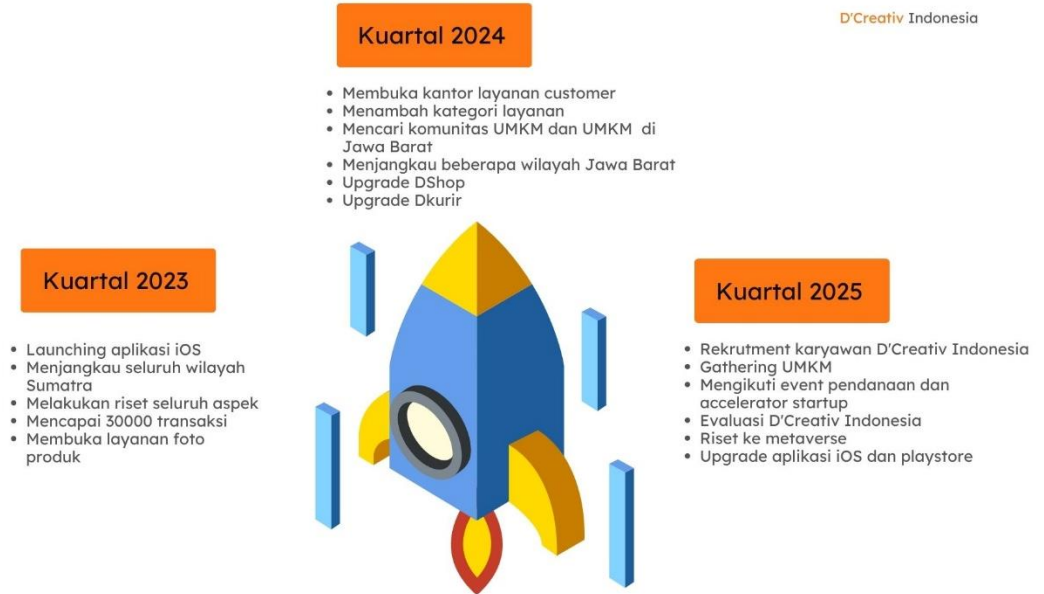 D'Creativ Indonesia
Kuartal 2024
• Membuka kantor layanan customer
• Menambah kategori layanan
• Mencari komunitas UMKM dan UMKM di
Jawa Barat
• Menjangkau beberapa wilayah Jawa Barat
• Upgrade DShop
• Upgrade Dkurir
Kuartal 2023
• Launching aplikasi iOS
• Menjangkau seluruh wilayah
Sumatra
• Melakukan riset seluruh aspek
• Mencapai 30000 transaksi
• Membuka layanan foto
produk
Kuartal 2025
• Rekrutment karyawan D'Creativ Indonesia
• Gathering UMKM
• Mengikuti event pendanaan dan
accelerator startup
• Evaluasi D'Creativ Indonesia
• Riset ke metaverse
• Upgrade aplikasi iOS dan playstore